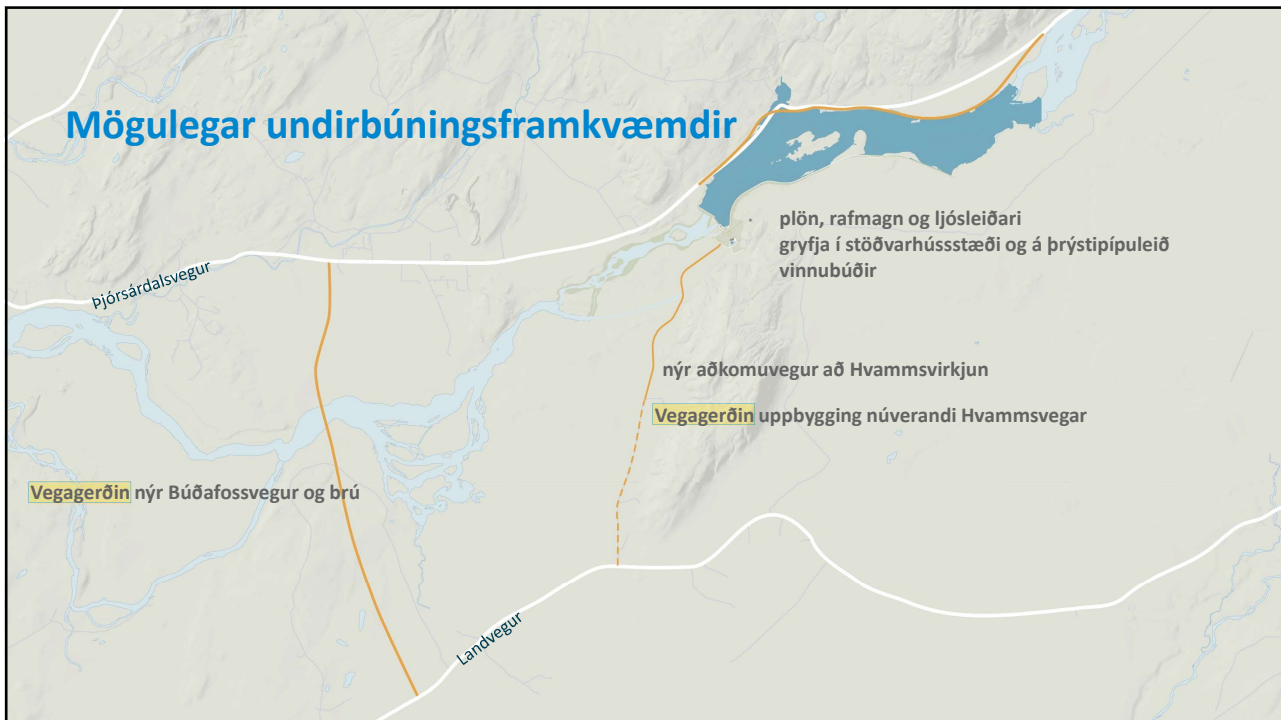 Mögulegar undirbúningsframkvæmdir
plön, rafmagn og ljósleiðari
gryfja í stöðvarhússstæði og á þrýstipípuleið
vinnubúðir
Þjórsárdalsvegur
nýr aðkomuvegur að Hvammsvirkjun
Vegagerðin uppbygging núverandi Hvammsvegar
Vegagerðin nýr Búðafossvegur og brú
Landvegur